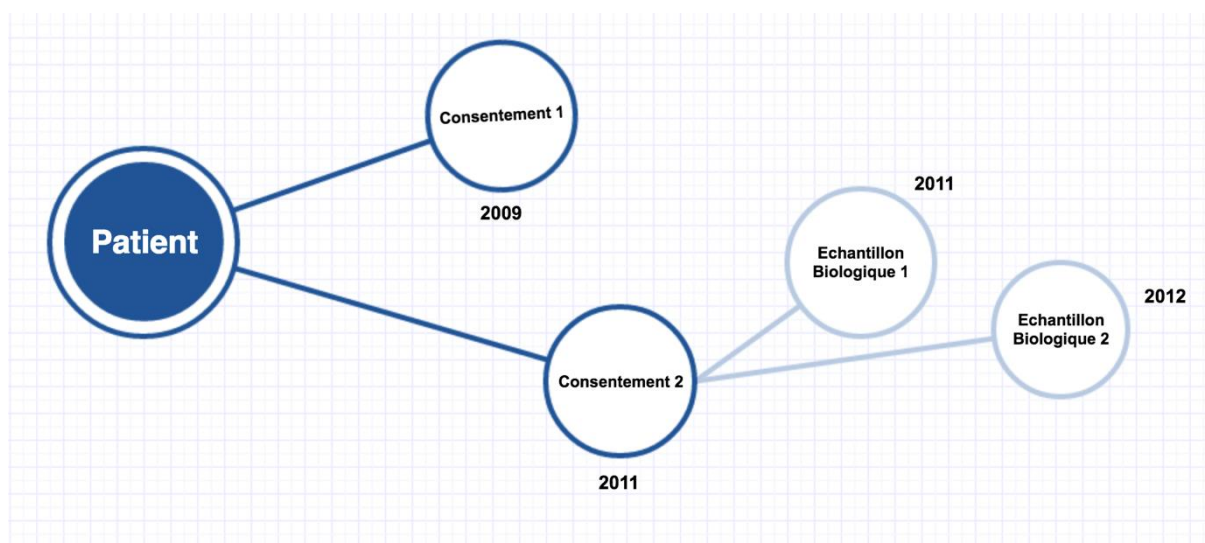 Consentement 1
2009
Patient
2011
Echantillon
Biologique 1
2012
Echantillon
Biologique 2
Consentement 2
2011